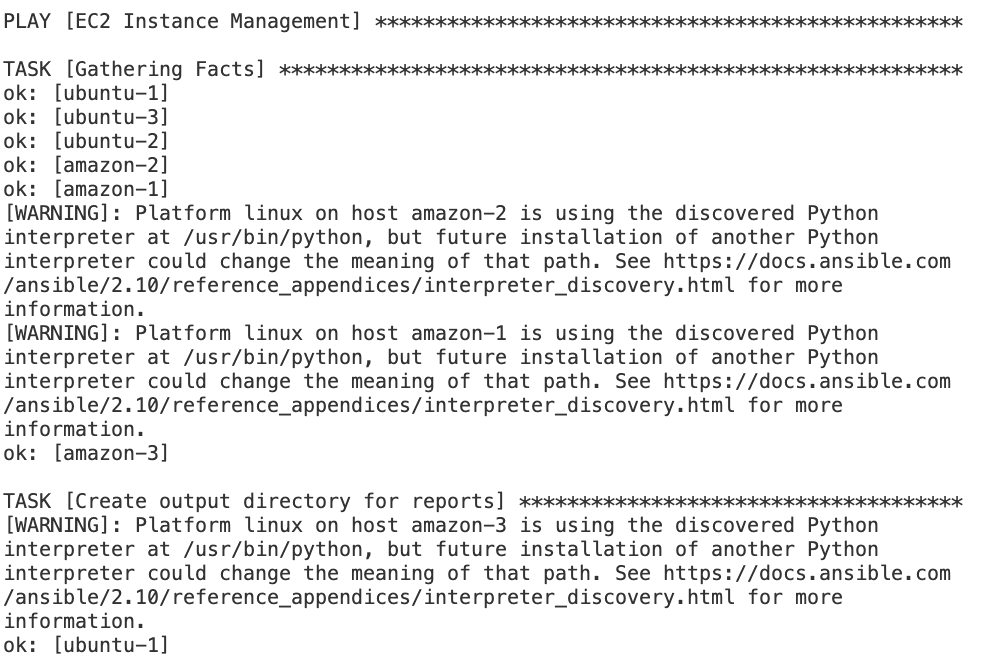 PLAY [EC2 Instance Management] *************************************************
TASK [Gathering Facts] *********************************************************
ok: [ubuntu-1]
ok: [ubuntu-3]
ok: [ubuntu-2]
ok: [amazon-2]
ok: [amazon-1]
[WARNING]: Platform linux on host amazon-2 is using the discovered Python
interpreter at /usr/bin/python, but future installation of another Python
interpreter could change the meaning of that path. See https://docs.ansible.com
/ansible/2.10/reference_appendices/interpreter_discovery.html for more
information.
[WARNING]: Platform linux on host amazon-1 is using the discovered Python
interpreter at /usr/bin/python, but future installation of another Python
interpreter could change the meaning of that path. See https://docs.ansible.com
/ansible/2.10/reference_appendices/interpreter_discovery.html for more
information.
ok: [amazon-3]
TASK [Create output directory for reports] *************************************
[WARNING]: Platform linux on host amazon-3 is using the discovered Python
interpreter at /usr/bin/python, but future installation of another Python
interpreter could change the meaning of that path. See https://docs.ansible.com
/ansible/2.10/reference_appendices/interpreter_discovery.html for more
information.
ok: [ubuntu-1]